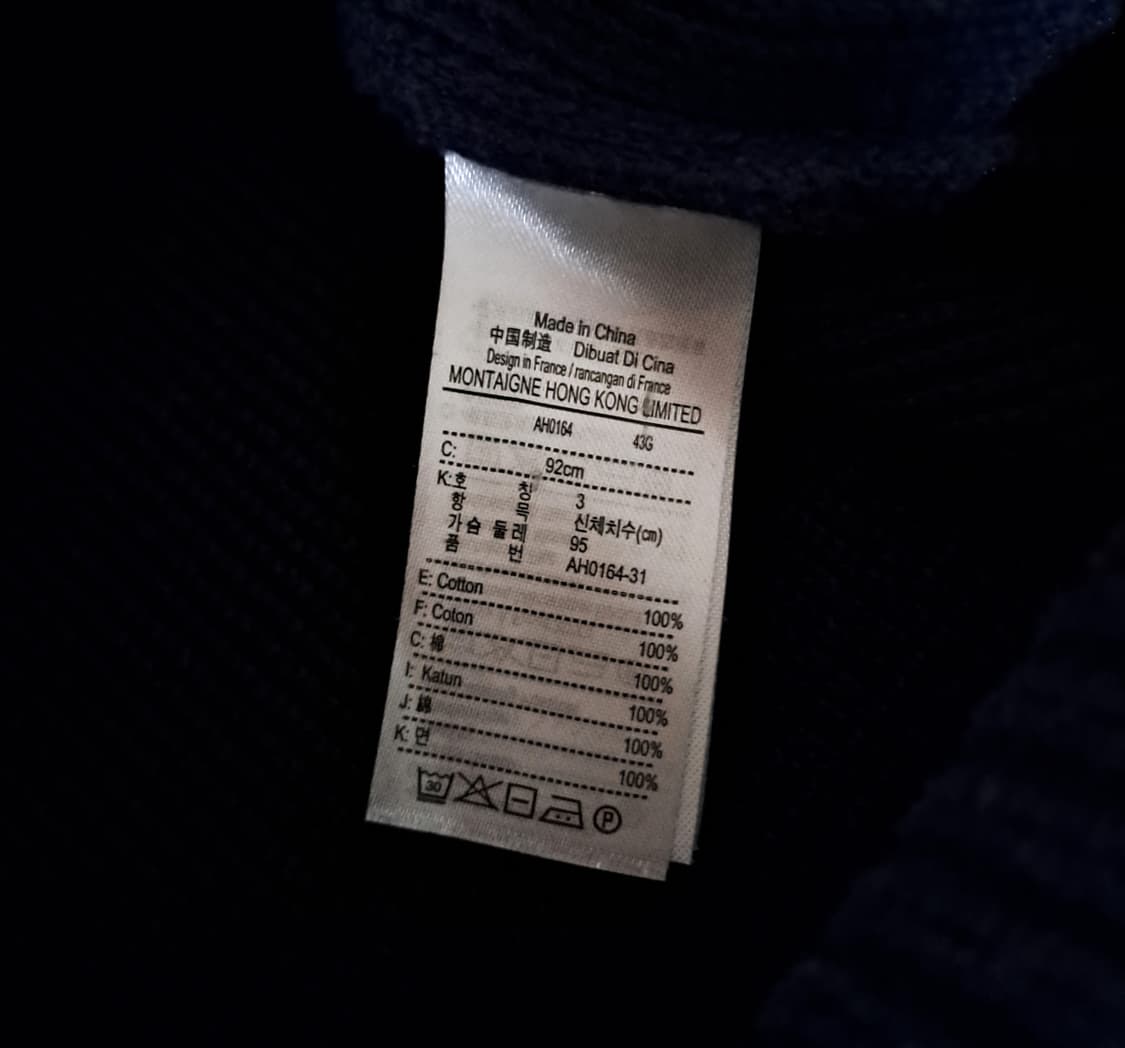 Made in China
中国制造 Dibuat Di Cina
Design in France / rancangan di France
MONTAIGNE HONG KONG LIMITED
AH0164 43G
C: 92cm
K: 호 칭 3
항 목 신체치수(㎝)
가슴 둘레 95
품 번 AH0164-31
E: Cotton 100%
F: Coton 100%
C: 棉 100%
I: Katun 100%
J: 綿 100%
K: 면 100%
30 P